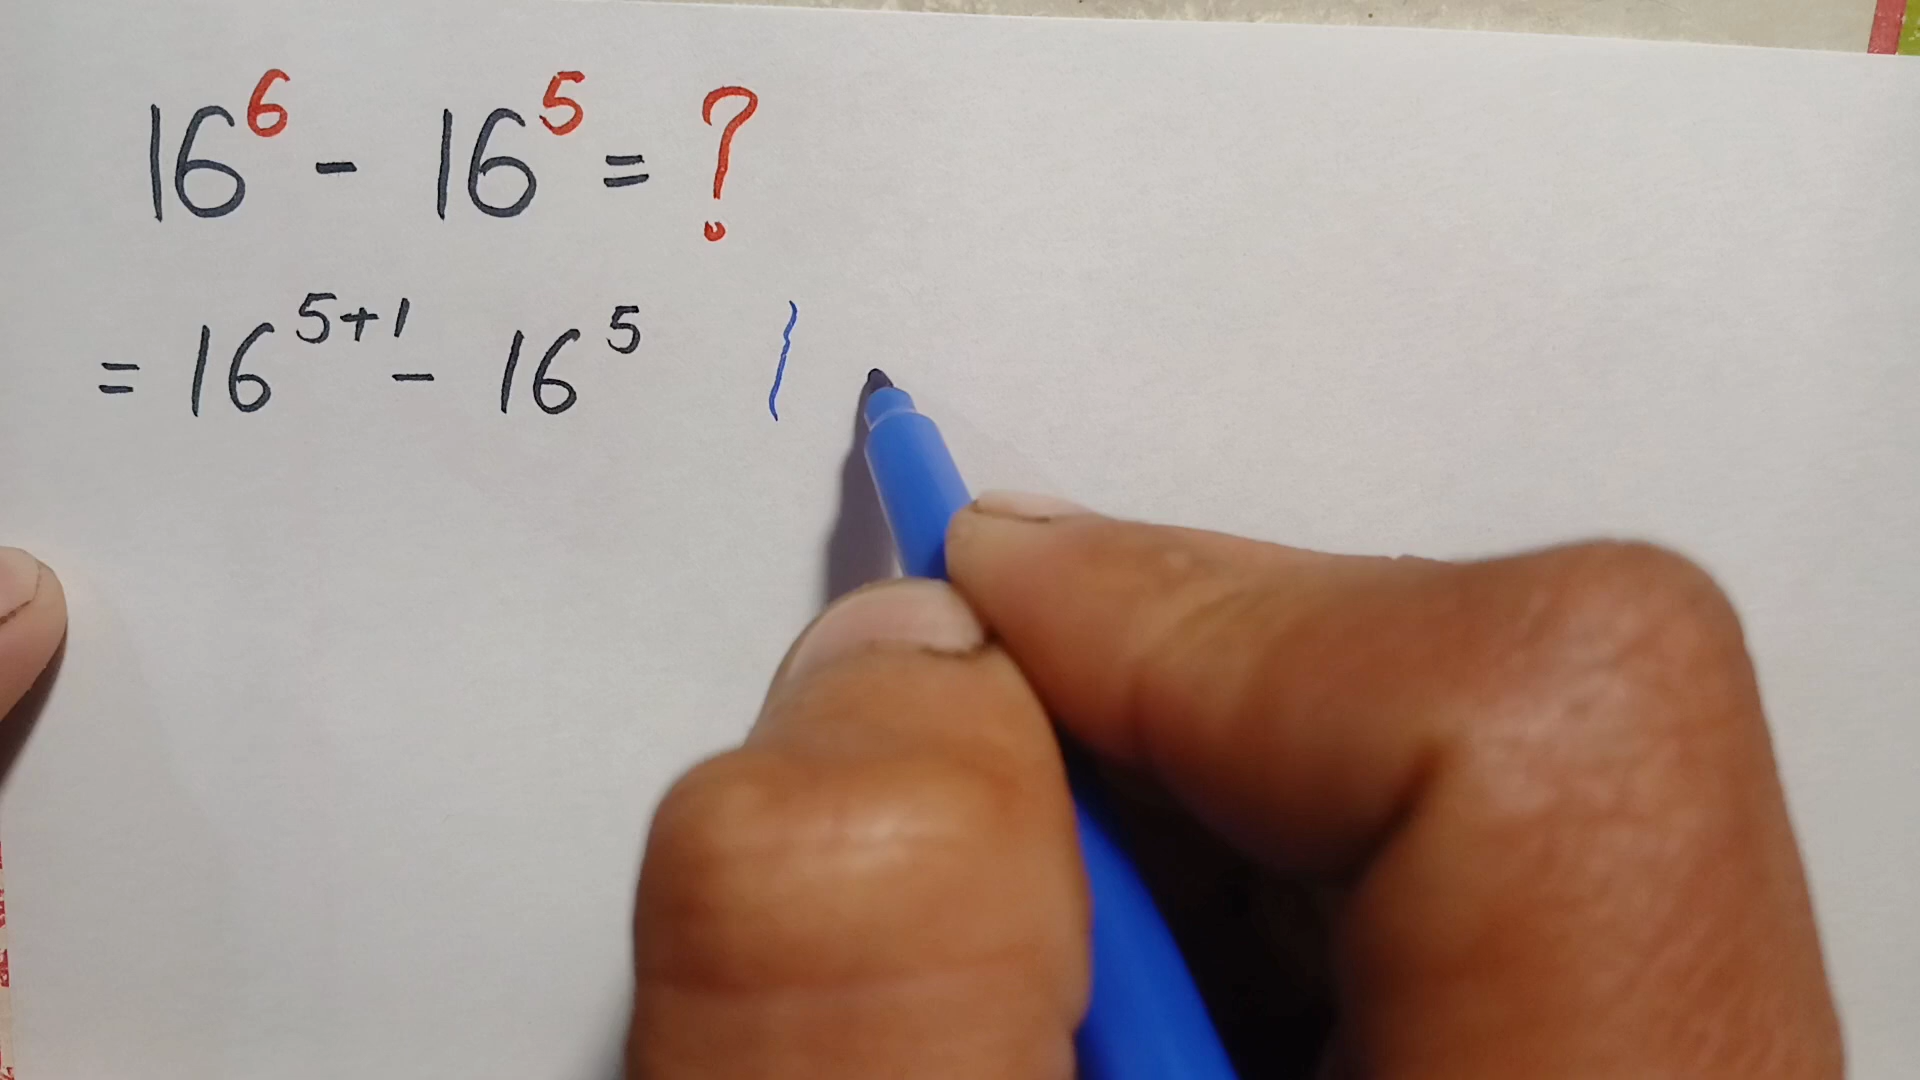 16⁶ - 16⁵ = ?
= 16⁵⁺¹ - 16⁵